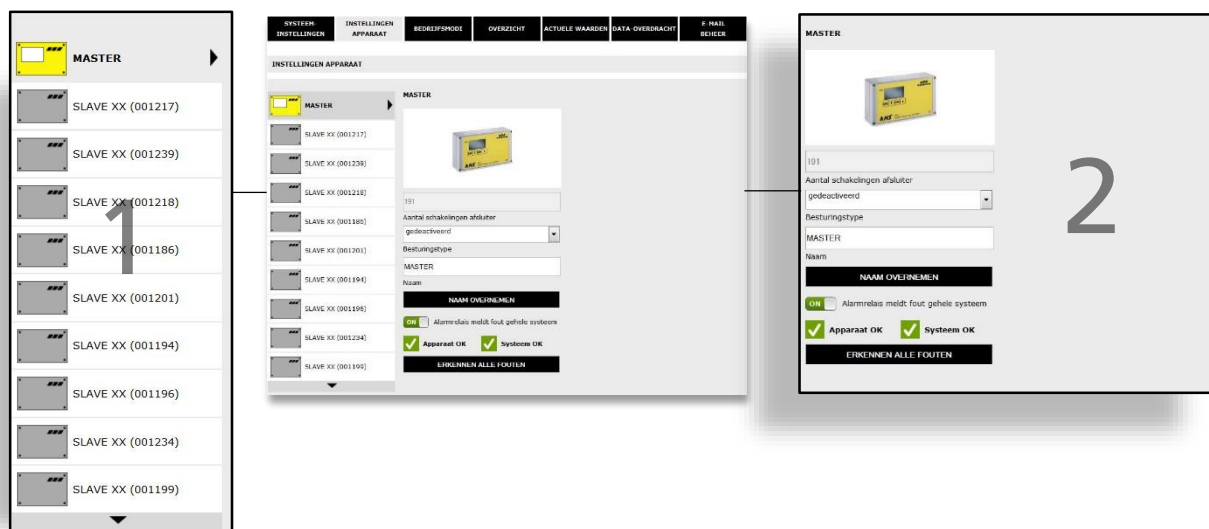 MASTER
SLAVE XX (001217)
SLAVE XX (001239)
SLAVE XX (001218)
SLAVE XX (001186)
SLAVE XX (001201)
SLAVE XX (001194)
SLAVE XX (001196)
SLAVE XX (001234)
SLAVE XX (001199)
1
SYSTEEM-
INSTELLINGEN
INSTELLINGEN
APPARAAT
BEDRIJFSMODI
OVERZICHT
ACTUELE WAARDEN
DATA-OVERDRACHT
E-MAIL
BEHEER
INSTELLINGEN APPARAAT
MASTER
SLAVE XX (001217)
SLAVE XX (001239)
SLAVE XX (001218)
SLAVE XX (001186)
SLAVE XX (001201)
SLAVE XX (001194)
SLAVE XX (001196)
SLAVE XX (001234)
SLAVE XX (001199)
MASTER
191
Aantal schakelingen afsluiter
gedeactiveerd
Besturingstype
MASTER
Naam
NAAM OVERNEMEN
ON Alarmrelais meldt fout gehele systeem
Apparaat OK Systeem OK
ERKENNEN ALLE FOUTEN
MASTER
191
Aantal schakelingen afsluiter
gedeactiveerd
Besturingstype
MASTER
Naam
NAAM OVERNEMEN
ON Alarmrelais meldt fout gehele systeem
Apparaat OK Systeem OK
ERKENNEN ALLE FOUTEN
2